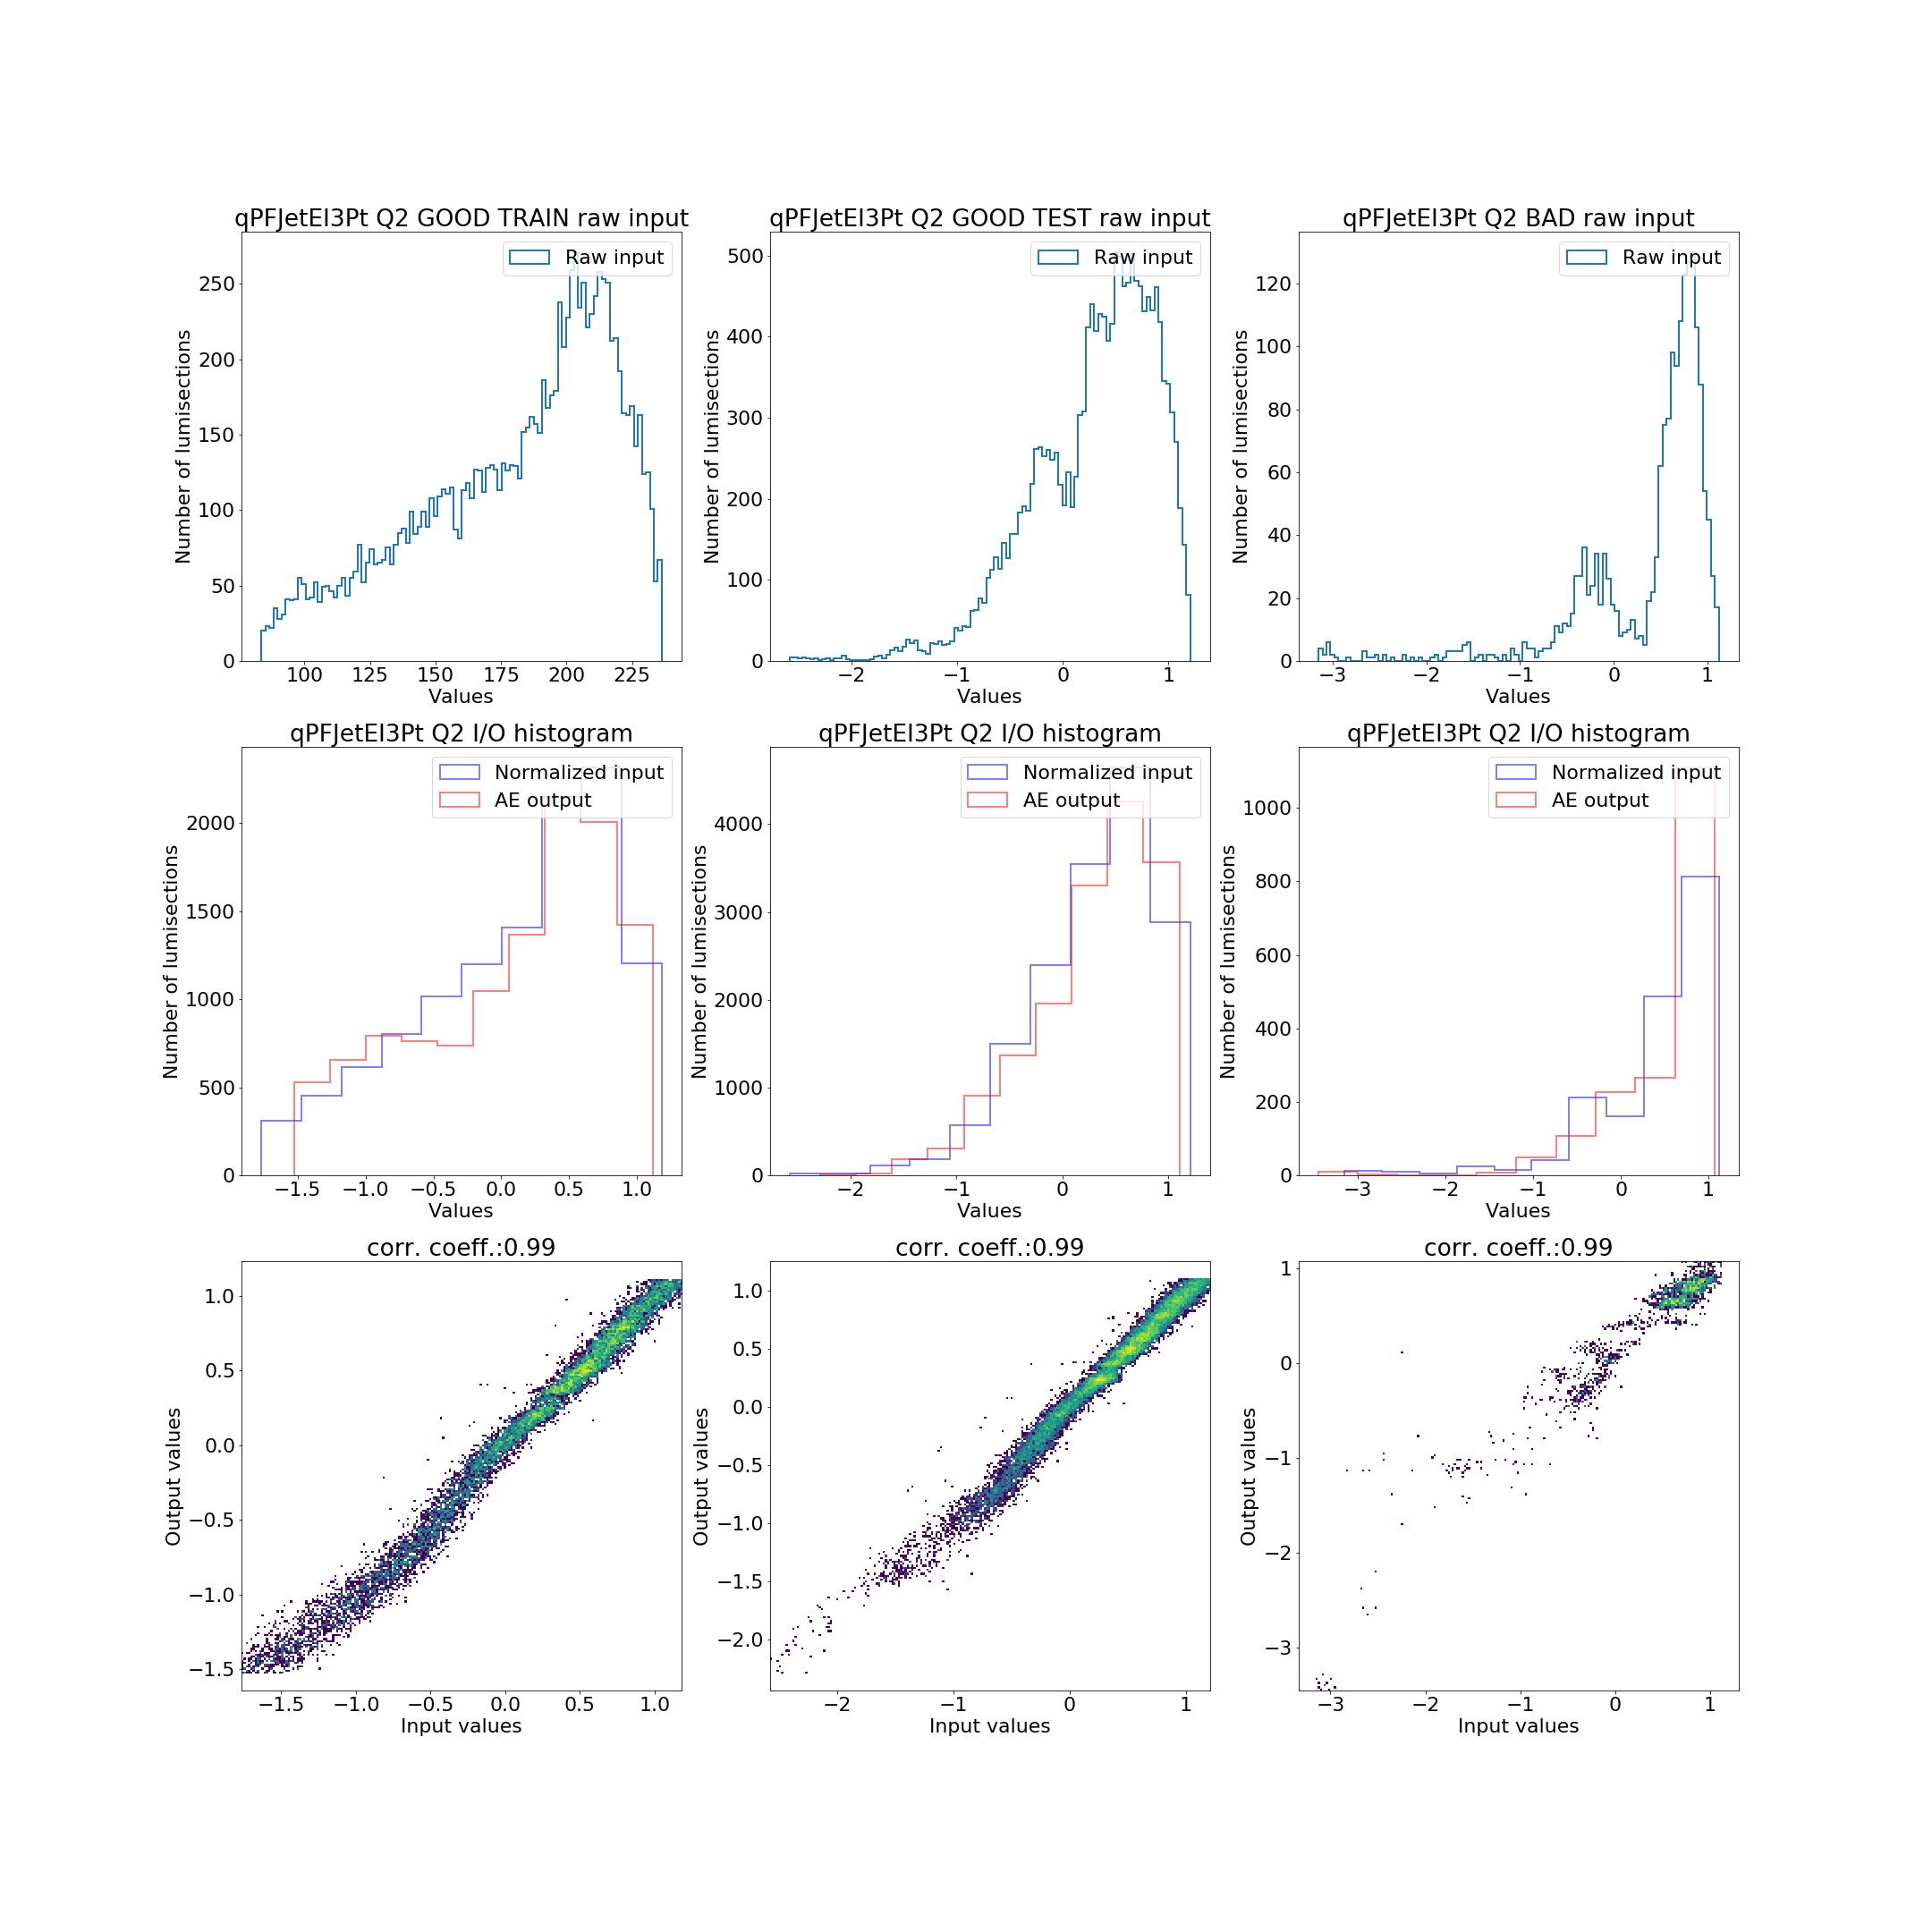 qPFJetEI3Pt Q2 GOOD TRAIN raw input
qPFJetEI3Pt Q2 GOOD TEST raw input
qPFJetEI3Pt Q2 BAD raw input
Raw input
Raw input
Raw input
Number of lumisections
Number of lumisections
Number of lumisections
250
200
150
100
50
0
500
400
300
200
100
0
120
100
80
60
40
20
0
100 125 150 175 200 225
−2 −1 0 1
−3 −2 −1 0 1
Values
Values
Values
qPFJetEI3Pt Q2 I/O histogram
qPFJetEI3Pt Q2 I/O histogram
qPFJetEI3Pt Q2 I/O histogram
Normalized input
AE output
Normalized input
AE output
Normalized input
AE output
Number of lumisections
Number of lumisections
Number of lumisections
2000
1500
1000
500
0
4000
3000
2000
1000
0
1000
800
600
400
200
0
−1.5 −1.0 −0.5 0.0 0.5 1.0
−2 −1 0 1
−3 −2 −1 0 1
Values
Values
Values
corr. coeff.:0.99
corr. coeff.:0.99
corr. coeff.:0.99
Output values
Output values
Output values
1.0
0.5
0.0
−0.5
−1.0
−1.5
1.0
0.5
0.0
−0.5
−1.0
−1.5
−2.0
1
0
−1
−2
−3
−1.5 −1.0 −0.5 0.0 0.5 1.0
−2 −1 0 1
−3 −2 −1 0 1
Input values
Input values
Input values